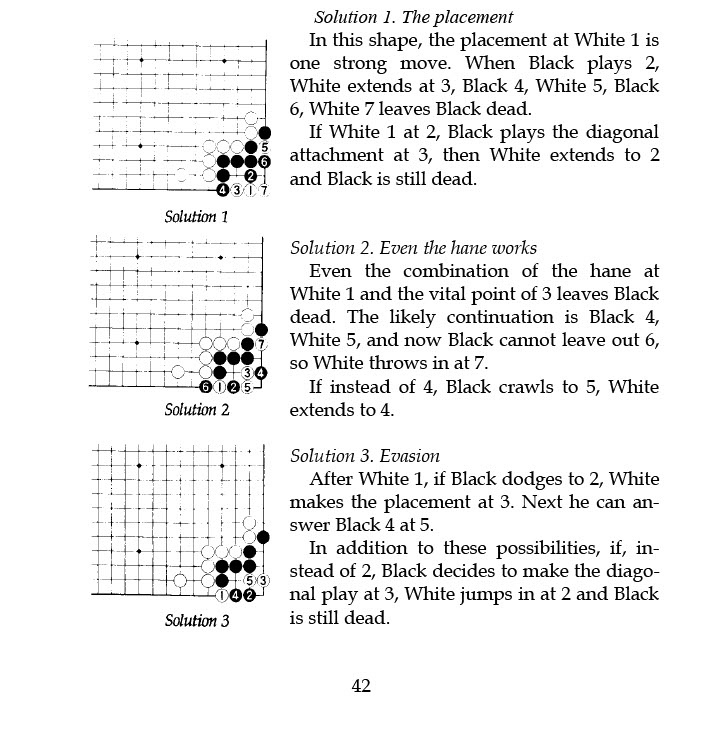 Solution 1. The placement
In this shape, the placement at White 1 is
one strong move. When Black plays 2,
White extends at 3, Black 4, White 5, Black
6, White 7 leaves Black dead.
If White 1 at 2, Black plays the diagonal
attachment at 3, then White extends to 2
and Black is still dead.
5
6
2
4 3 1 7
Solution 1
Solution 2. Even the hane works
Even the combination of the hane at
White 1 and the vital point of 3 leaves Black
dead. The likely continuation is Black 4,
White 5, and now Black cannot leave out 6,
so White throws in at 7.
If instead of 4, Black crawls to 5, White
extends to 4.
7
3 4
6 1 2 5
Solution 2
Solution 3. Evasion
After White 1, if Black dodges to 2, White
makes the placement at 3. Next he can an-
swer Black 4 at 5.
In addition to these possibilities, if, in-
stead of 2, Black decides to make the diago-
nal play at 3, White jumps in at 2 and Black
is still dead.
5 3
1 4 2
Solution 3
42